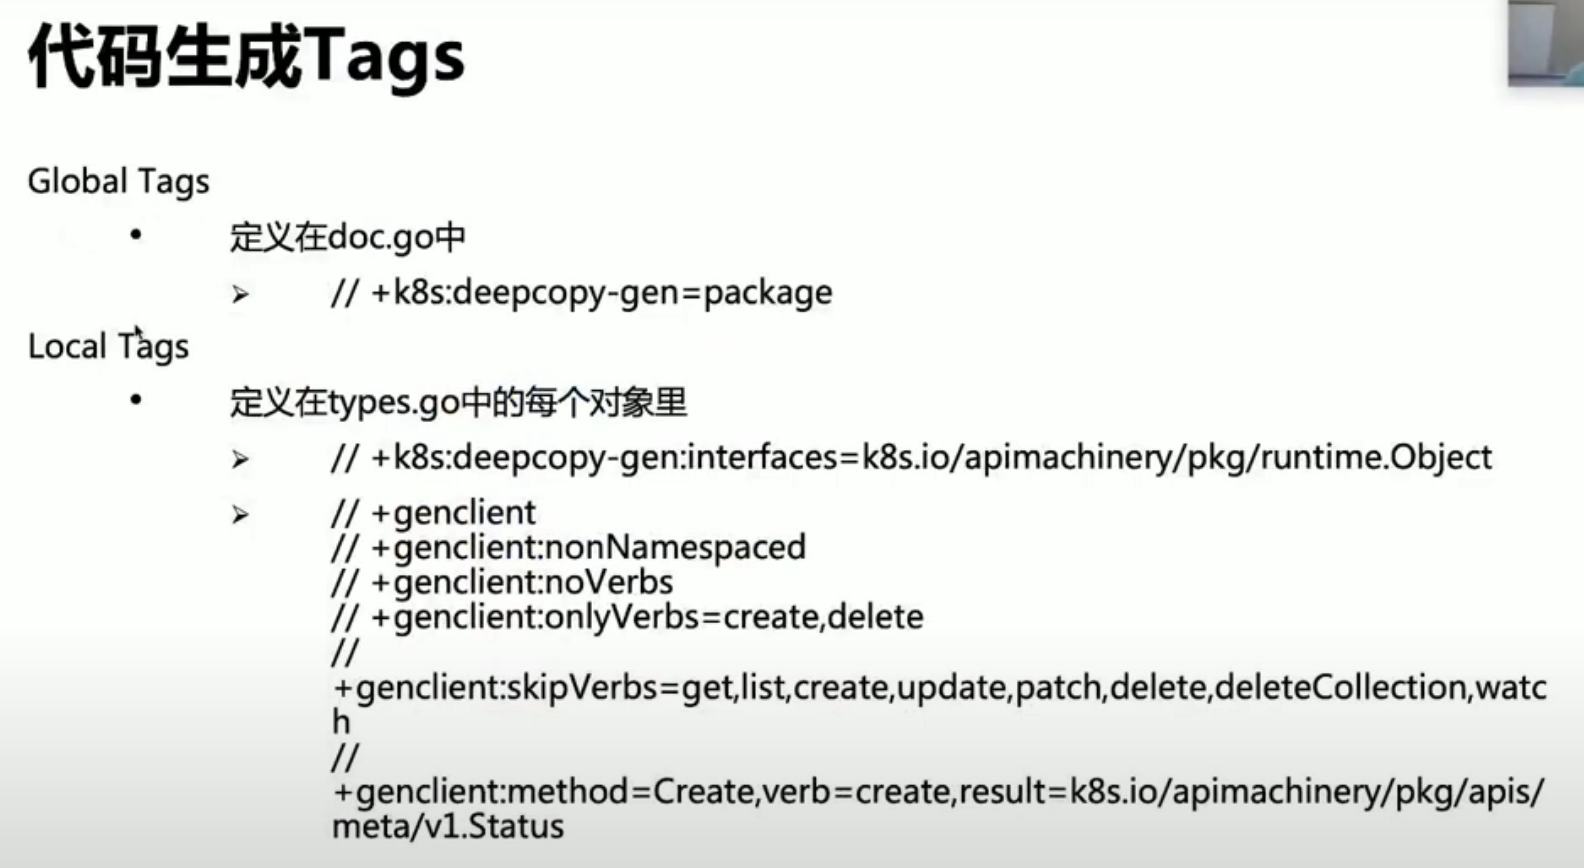 代码生成Tags
Global Tags
• 定义在doc.go中
➢ // +k8s:deepcopy-gen=package
Local Tags
• 定义在types.go中的每个对象里
➢ // +k8s:deepcopy-gen:interfaces=k8s.io/apimachinery/pkg/runtime.Object
➢ // +genclient
// +genclient:nonNamespaced
// +genclient:noVerbs
// +genclient:onlyVerbs=create,delete
//
+genclient:skipVerbs=get,list,create,update,patch,delete,deleteCollection,watc
h
//
+genclient:method=Create,verb=create,result=k8s.io/apimachinery/pkg/apis/
meta/v1.Status